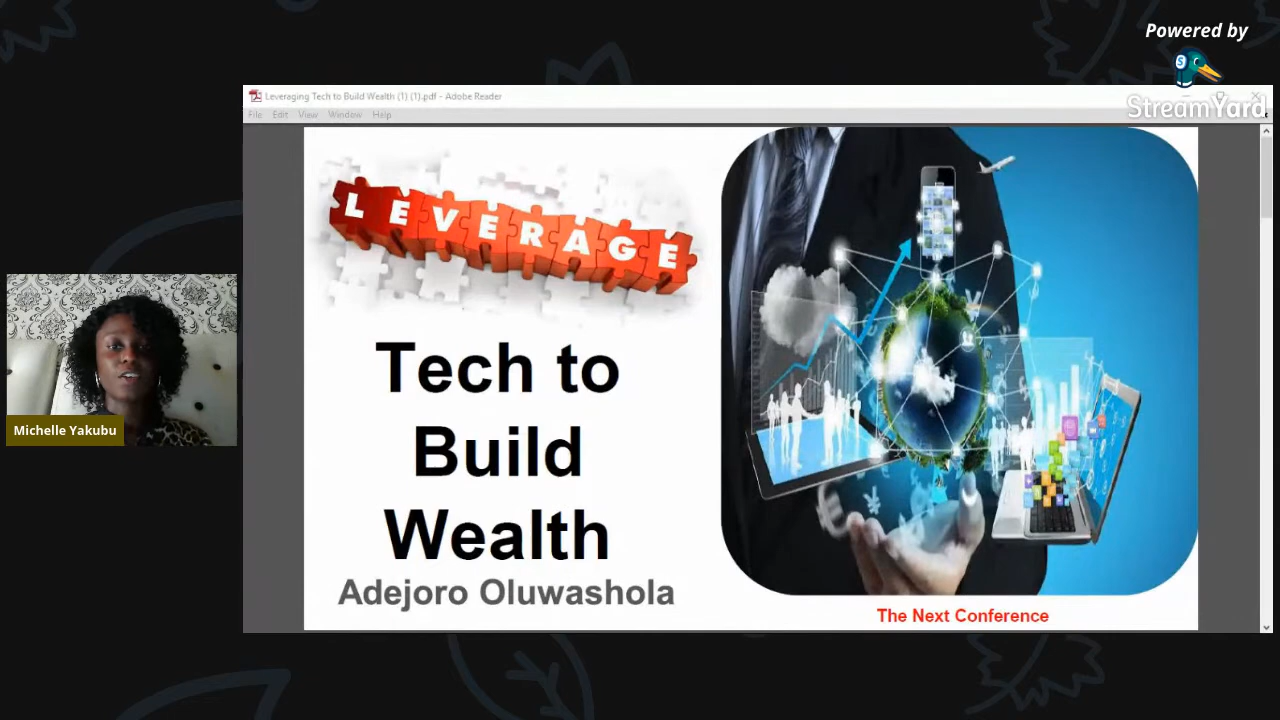 Powered by
StreamYard
Leveraging Tech to Build Wealth (1) (1).pdf - Adobe Reader
File Edit View Window Help
LEVERAGE
Tech to
Build
Wealth
Adejoro Oluwashola
The Next Conference
Michelle Yakubu